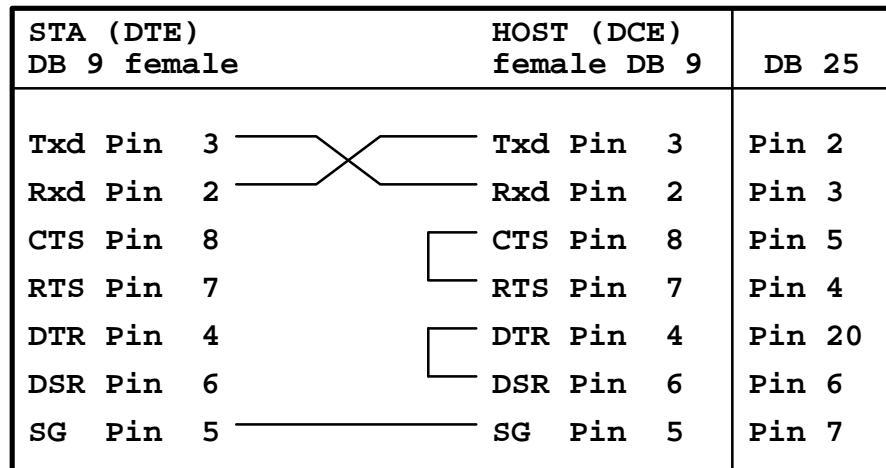 STA (DTE) HOST (DCE)
DB 9 female female DB 9 DB 25
Txd Pin 3 Txd Pin 3 Pin 2
Rxd Pin 2 Rxd Pin 2 Pin 3
CTS Pin 8 CTS Pin 8 Pin 5
RTS Pin 7 RTS Pin 7 Pin 4
DTR Pin 4 DTR Pin 4 Pin 20
DSR Pin 6 DSR Pin 6 Pin 6
SG Pin 5 SG Pin 5 Pin 7